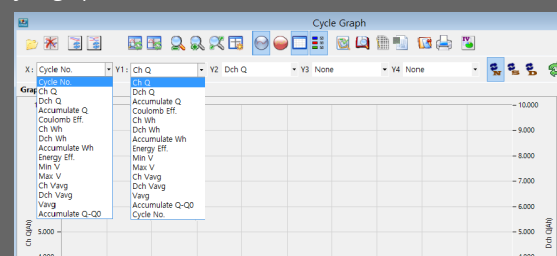 Cycle Graph
X: Cycle No. Y1: Ch Q Y2 Dch Q Y3 None Y4 None
N S D
Cycle No.
Ch Q
Dch Q
Accumulate Q
Coulomb Eff.
Ch Wh
Dch Wh
Accumulate Wh
Energy Eff.
Min V
Max V
Ch Vavg
Dch Vavg
Vavg
Accumulate Q-Q0
Ch Q
Dch Q
Accumulate Q
Coulomb Eff.
Ch Wh
Dch Wh
Accumulate Wh
Energy Eff.
Min V
Max V
Ch Vavg
Dch Vavg
Vavg
Accumulate Q-Q0
Cycle No.
Ch Q(Ah)
5.000
10.000
9.000
8.000
7.000
6.000
5.000
Dch Q(Ah)